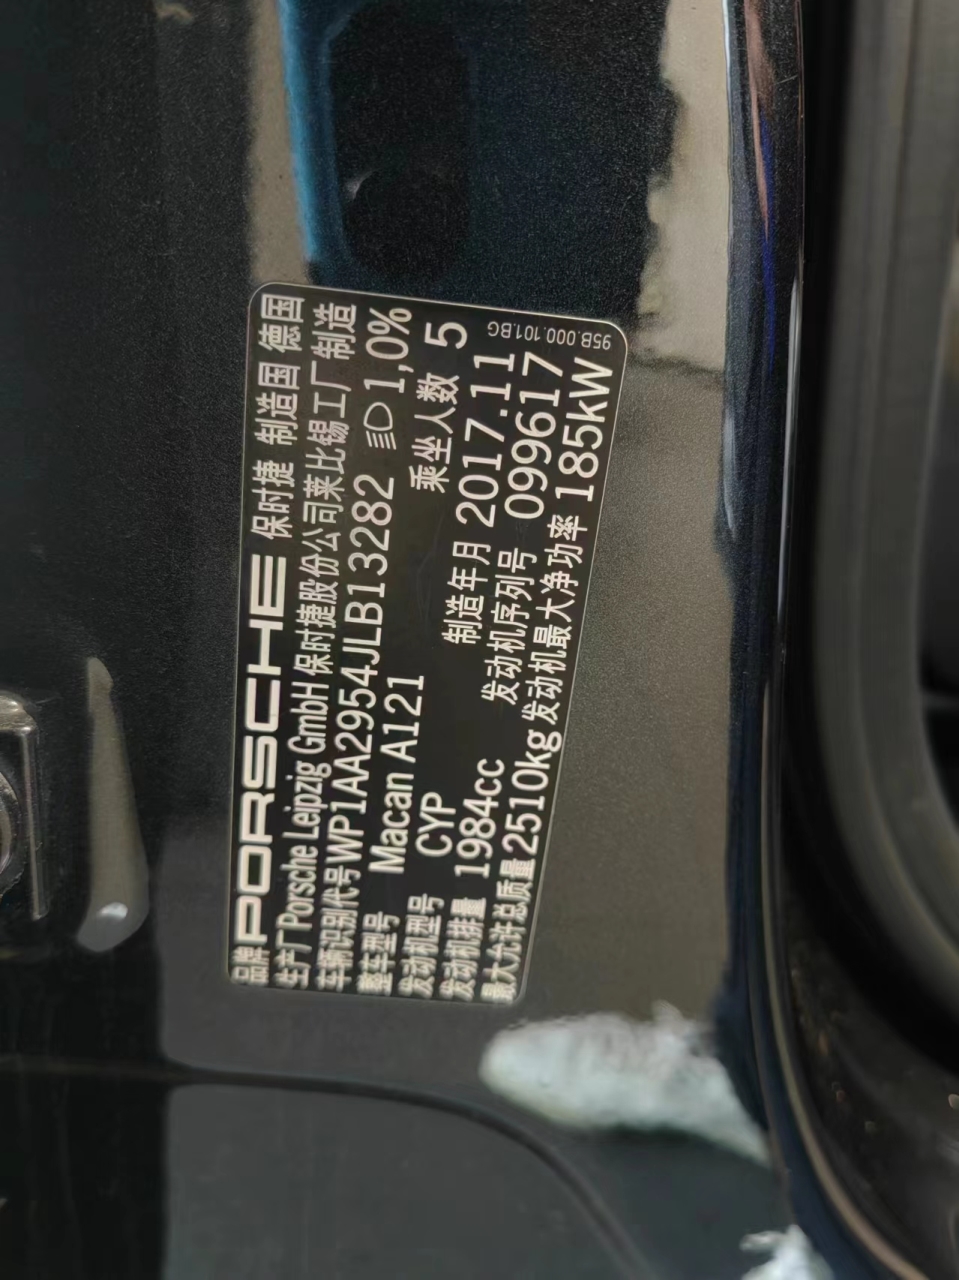 品牌 PORSCHE 保时捷 制造国 德国
生产厂 Porsche Leipzig GmbH 保时捷股份公司莱比锡工厂制造
车辆识别代号 WP1AA2954JLB13282 1,0%
整车型号 Macan A121 乘坐人数 5
发动机型号 CYP 制造年月 2017.11
发动机排量 1984cc 发动机序列号 099617
最大允许总质量 2510kg 发动机最大净功率 185kW
95B.000.101.BG